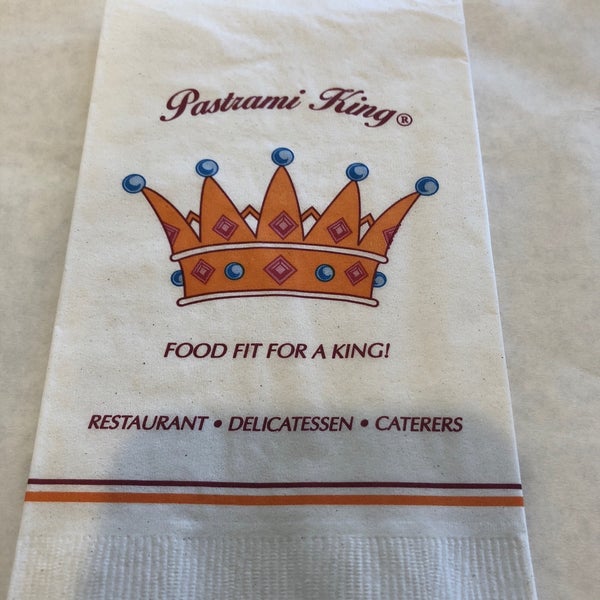 Pastrami King®
FOOD FIT FOR A KING!
RESTAURANT • DELICATESSEN • CATERERS